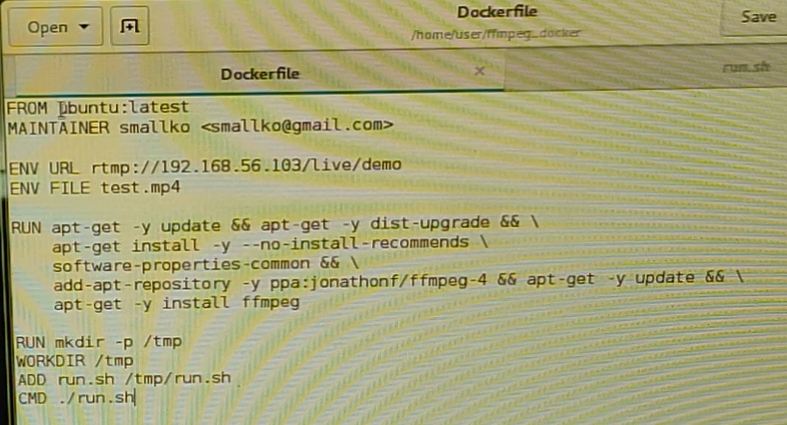 Open
Dockerfile
/home/user/ffmpeg_docker
Save
Dockerfile
run.sh
FROM ubuntu:latest
MAINTAINER smallko <smallko@gmail.com>
ENV URL rtmp://192.168.56.103/live/demo
ENV FILE test.mp4
RUN apt-get -y update && apt-get -y dist-upgrade && \
apt-get install -y --no-install-recommends \
software-properties-common && \
add-apt-repository -y ppa:jonathonf/ffmpeg-4 && apt-get -y update && \
apt-get -y install ffmpeg
RUN mkdir -p /tmp
WORKDIR /tmp
ADD run.sh /tmp/run.sh
CMD ./run.sh